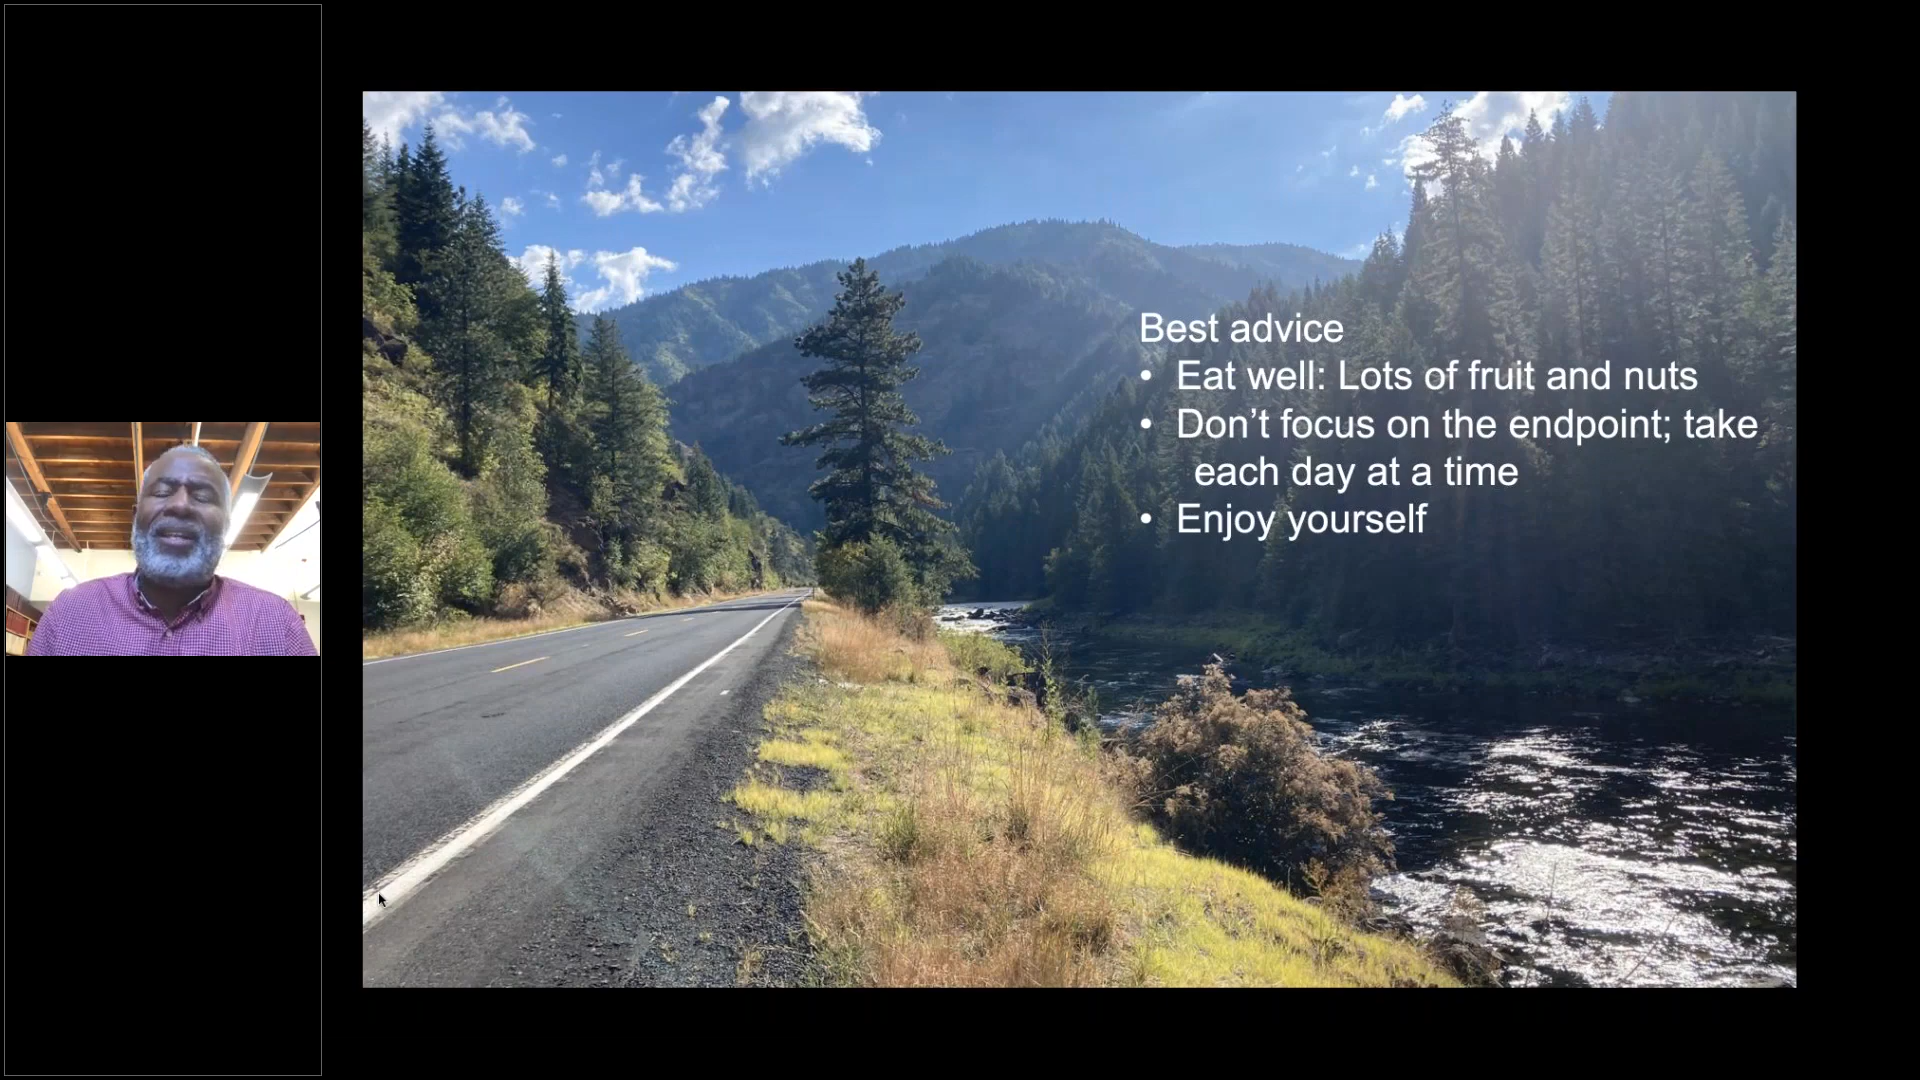 Best advice
• Eat well: Lots of fruit and nuts
• Don’t focus on the endpoint; take
each day at a time
• Enjoy yourself